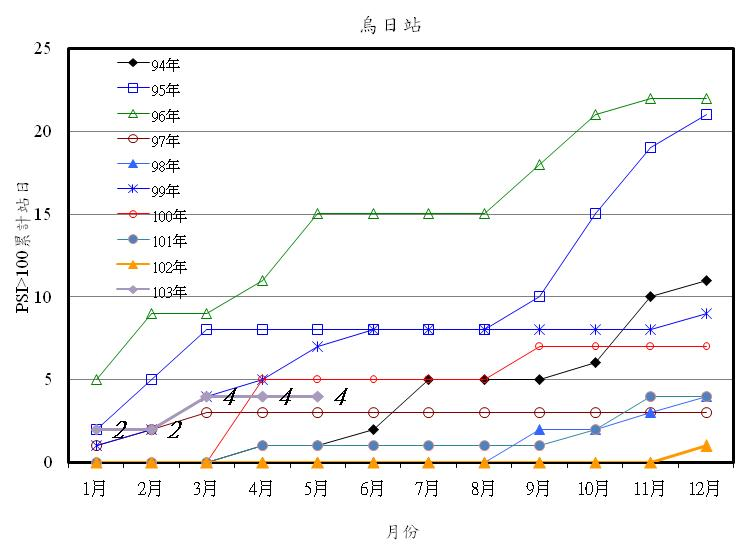 烏日站
PSI>100累計站日
25
20
15
10
5
0
94年
95年
96年
97年
98年
99年
100年
101年
102年
103年
2 2 4 4 4
1月 2月 3月 4月 5月 6月 7月 8月 9月 10月 11月 12月
月份